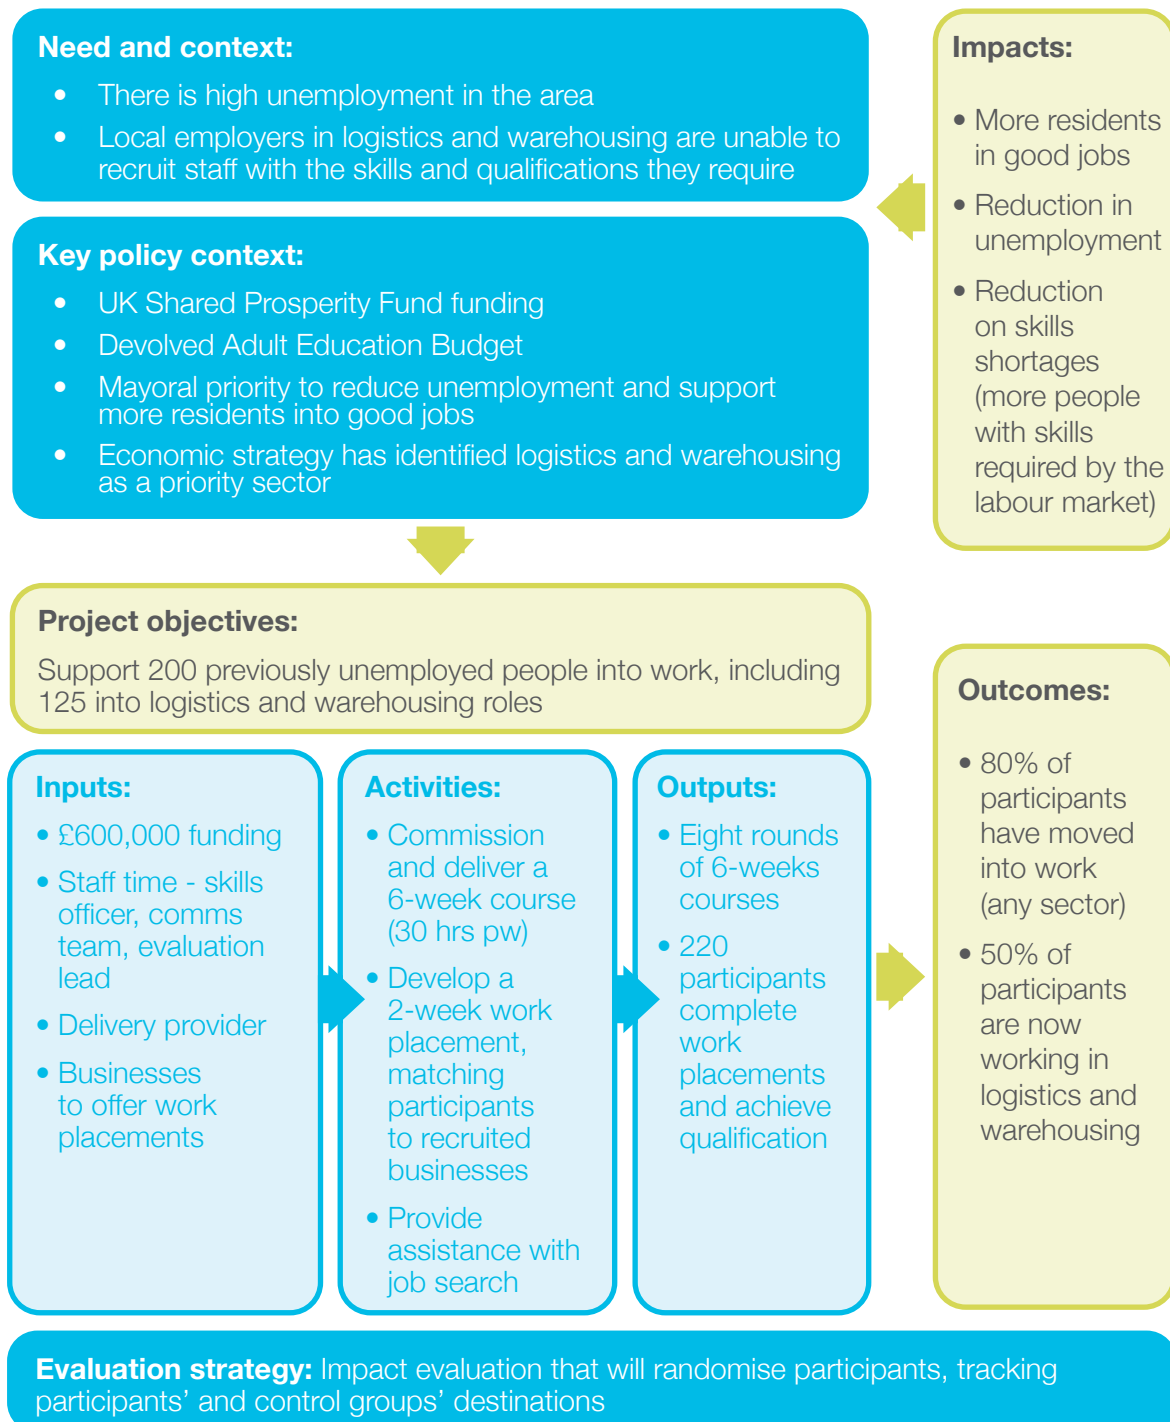 Need and context:
• There is high unemployment in the area
• Local employers in logistics and warehousing are unable to
recruit staff with the skills and qualifications they require
Key policy context:
• UK Shared Prosperity Fund funding
• Devolved Adult Education Budget
• Mayoral priority to reduce unemployment and support
more residents into good jobs
• Economic strategy has identified logistics and warehousing
as a priority sector
Impacts:
• More residents
in good jobs
• Reduction in
unemployment
• Reduction
on skills
shortages
(more people
with skills
required by the
labour market)
Project objectives:
Support 200 previously unemployed people into work, including
125 into logistics and warehousing roles
Inputs:
• £600,000 funding
• Staff time - skills
officer, comms
team, evaluation
lead
• Delivery provider
• Businesses
to offer work
placements
Activities:
• Commission
and deliver a
6-week course
(30 hrs pw)
• Develop a
2-week work
placement,
matching
participants
to recruited
businesses
• Provide
assistance with
job search
Outputs:
• Eight rounds
of 6-weeks
courses
• 220
participants
complete
work
placements
and achieve
qualification
Outcomes:
• 80% of
participants
have moved
into work
(any sector)
• 50% of
participants
are now
working in
logistics and
warehousing
Evaluation strategy: Impact evaluation that will randomise participants, tracking
participants’ and control groups’ destinations